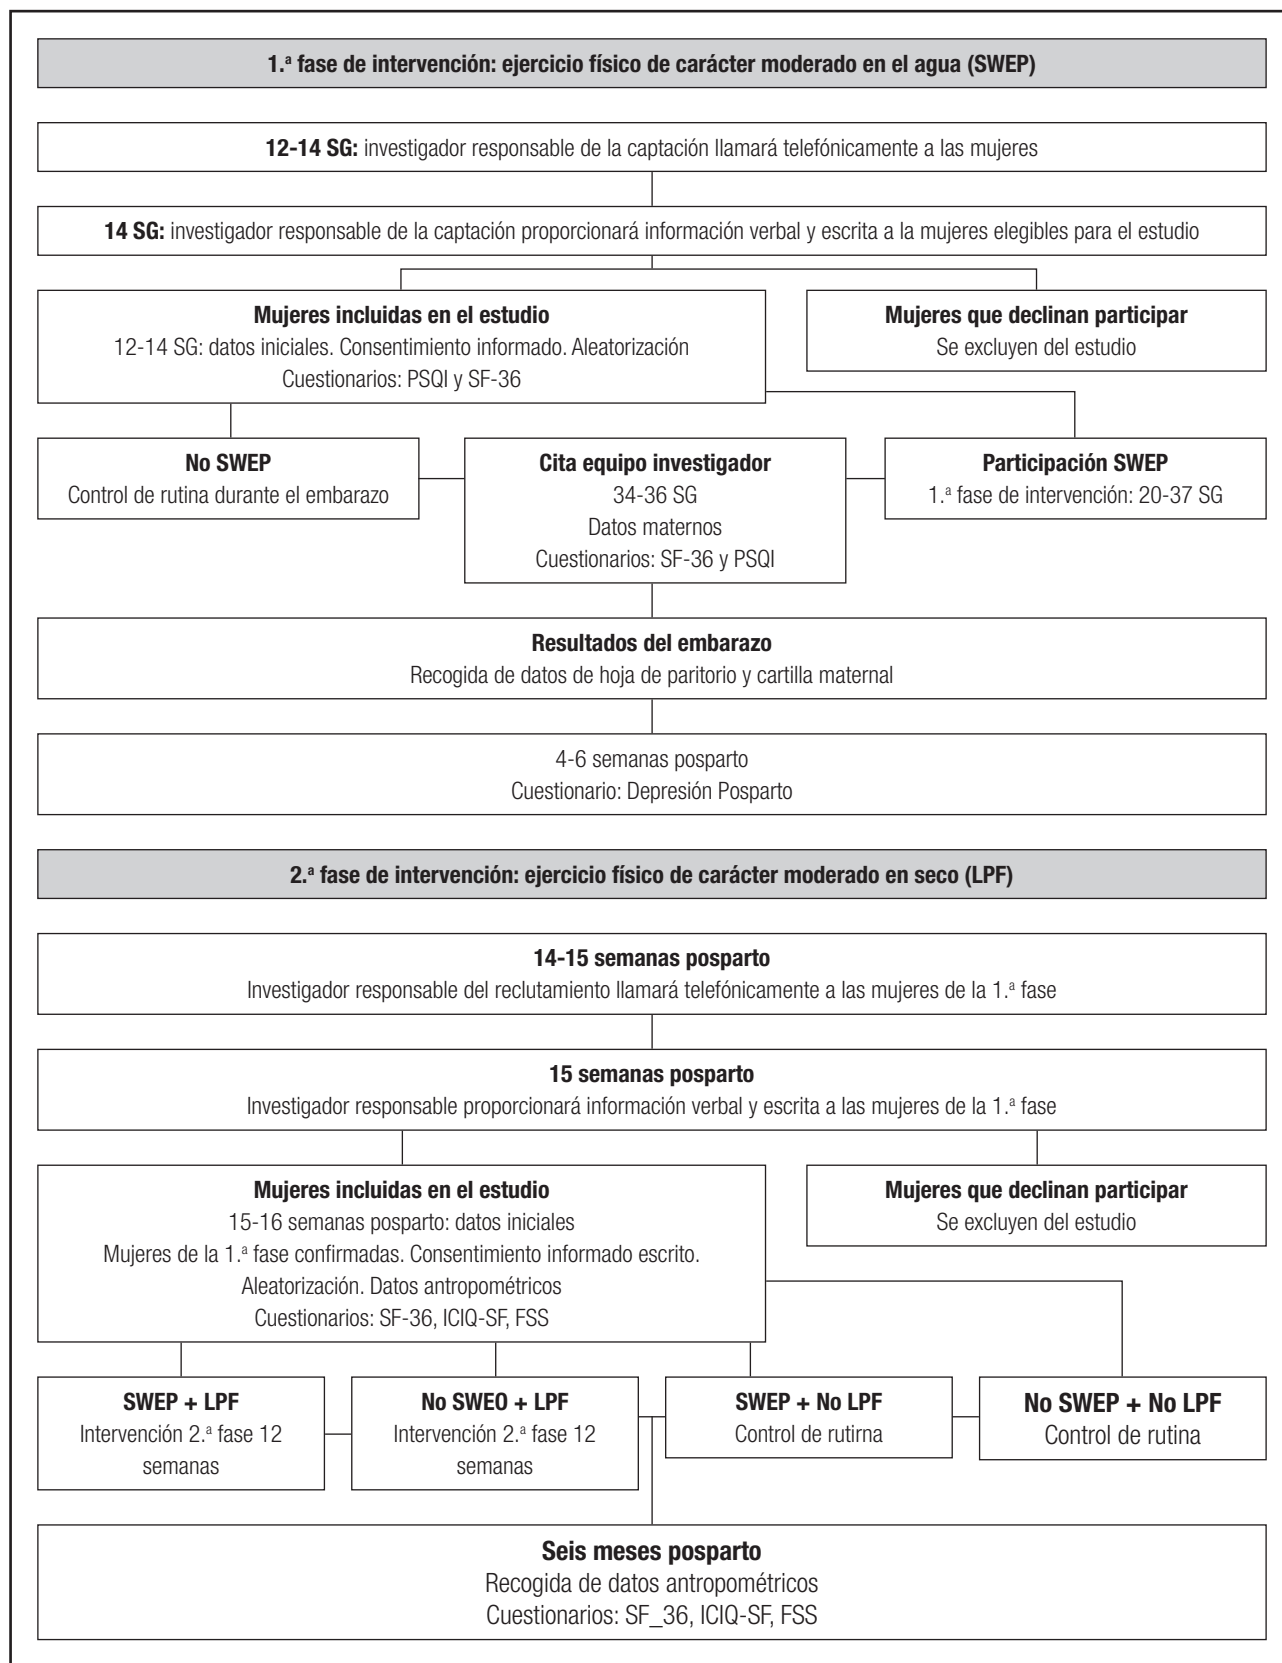 1.ª fase de intervención: ejercicio físico de carácter moderado en el agua (SWEP)
12-14 SG: investigador responsable de la captación llamará telefónicamente a las mujeres
14 SG: investigador responsable de la captación proporcionará información verbal y escrita a la mujeres elegibles para el estudio
Mujeres incluidas en el estudio
12-14 SG: datos iniciales. Consentimiento informado. Aleatorización
Cuestionarios: PSQI y SF-36
Mujeres que declinan participar
Se excluyen del estudio
No SWEP
Control de rutina durante el embarazo
Cita equipo investigador
34-36 SG
Datos maternos
Cuestionarios: SF-36 y PSQI
Participación SWEP
1.ª fase de intervención: 20-37 SG
Resultados del embarazo
Recogida de datos de hoja de paritorio y cartilla maternal
4-6 semanas posparto
Cuestionario: Depresión Posparto
2.ª fase de intervención: ejercicio físico de carácter moderado en seco (LPF)
14-15 semanas posparto
Investigador responsable del reclutamiento llamará telefónicamente a las mujeres de la 1.ª fase
15 semanas posparto
Investigador responsable proporcionará información verbal y escrita a las mujeres de la 1.ª fase
Mujeres incluidas en el estudio
15-16 semanas posparto: datos iniciales
Mujeres de la 1.ª fase confirmadas. Consentimiento informado escrito.
Aleatorización. Datos antropométricos
Cuestionarios: SF-36, ICIQ-SF, FSS
Mujeres que declinan participar
Se excluyen del estudio
SWEP + LPF
Intervención 2.ª fase 12
semanas
No SWEO + LPF
Intervención 2.ª fase 12
semanas
SWEP + No LPF
Control de rutirna
No SWEP + No LPF
Control de rutina
Seis meses posparto
Recogida de datos antropométricos
Cuestionarios: SF_36, ICIQ-SF, FSS